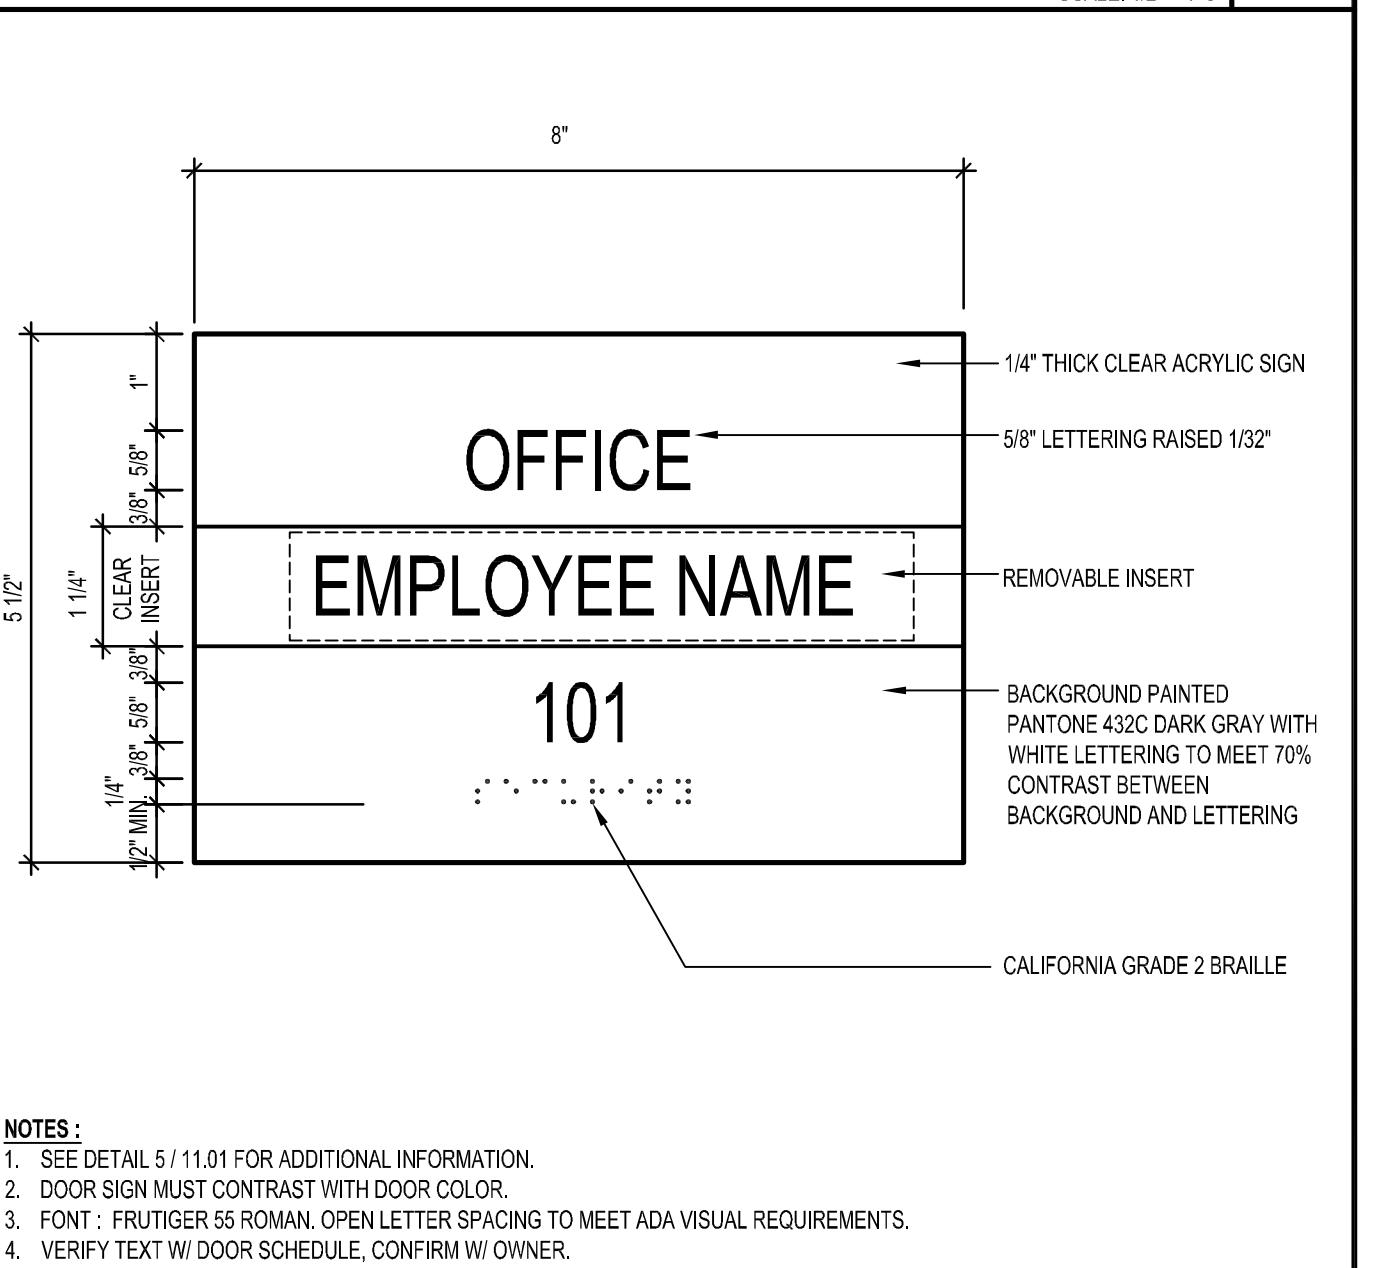 8"
1/4" THICK CLEAR ACRYLIC SIGN
1"
OFFICE
5/8" LETTERING RAISED 1/32"
5/8"
3/8"
5 1/2"
1 1/4"
CLEAR
INSERT
EMPLOYEE NAME
REMOVABLE INSERT
3/8"
5/8"
101
BACKGROUND PAINTED
PANTONE 432C DARK GRAY WITH
WHITE LETTERING TO MEET 70%
CONTRAST BETWEEN
BACKGROUND AND LETTERING
3/8"
1/4"
1/2" MIN.
CALIFORNIA GRADE 2 BRAILLE
NOTES :
1. SEE DETAIL 5 / 11.01 FOR ADDITIONAL INFORMATION.
2. DOOR SIGN MUST CONTRAST WITH DOOR COLOR.
3. FONT : FRUTIGER 55 ROMAN. OPEN LETTER SPACING TO MEET ADA VISUAL REQUIREMENTS.
4. VERIFY TEXT W/ DOOR SCHEDULE, CONFIRM W/ OWNER.